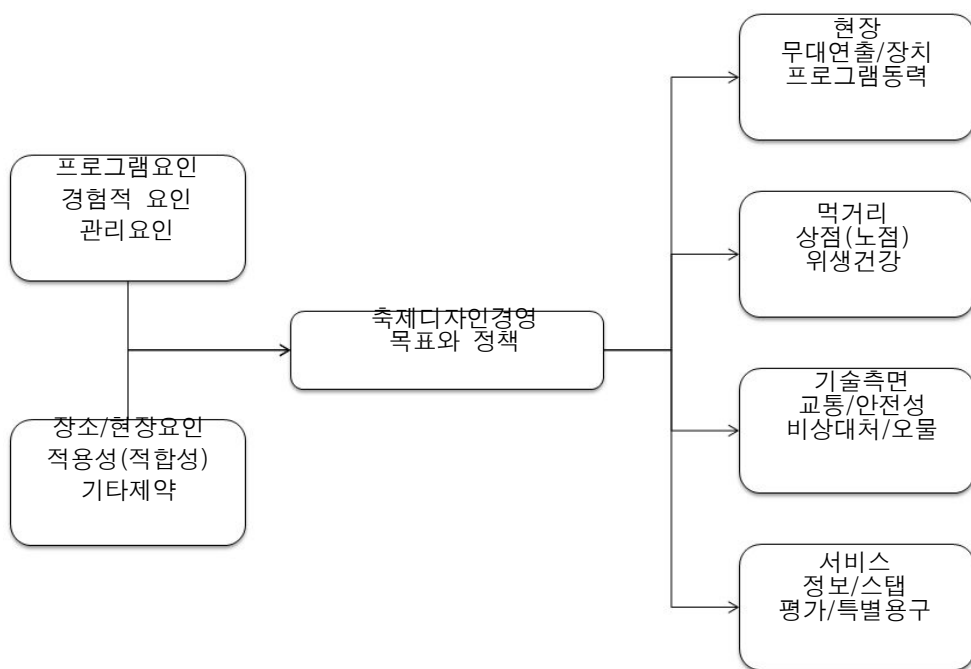 프로그램요인
경험적 요인
관리요인
장소/현장요인
적용성(적합성)
기타제약
축제디자인경영
목표와 정책
현장
무대연출/장치
프로그램동력
먹거리
상점(노점)
위생건강
기술측면
교통/안전성
비상대처/오물
서비스
정보/스탭
평가/특별용구